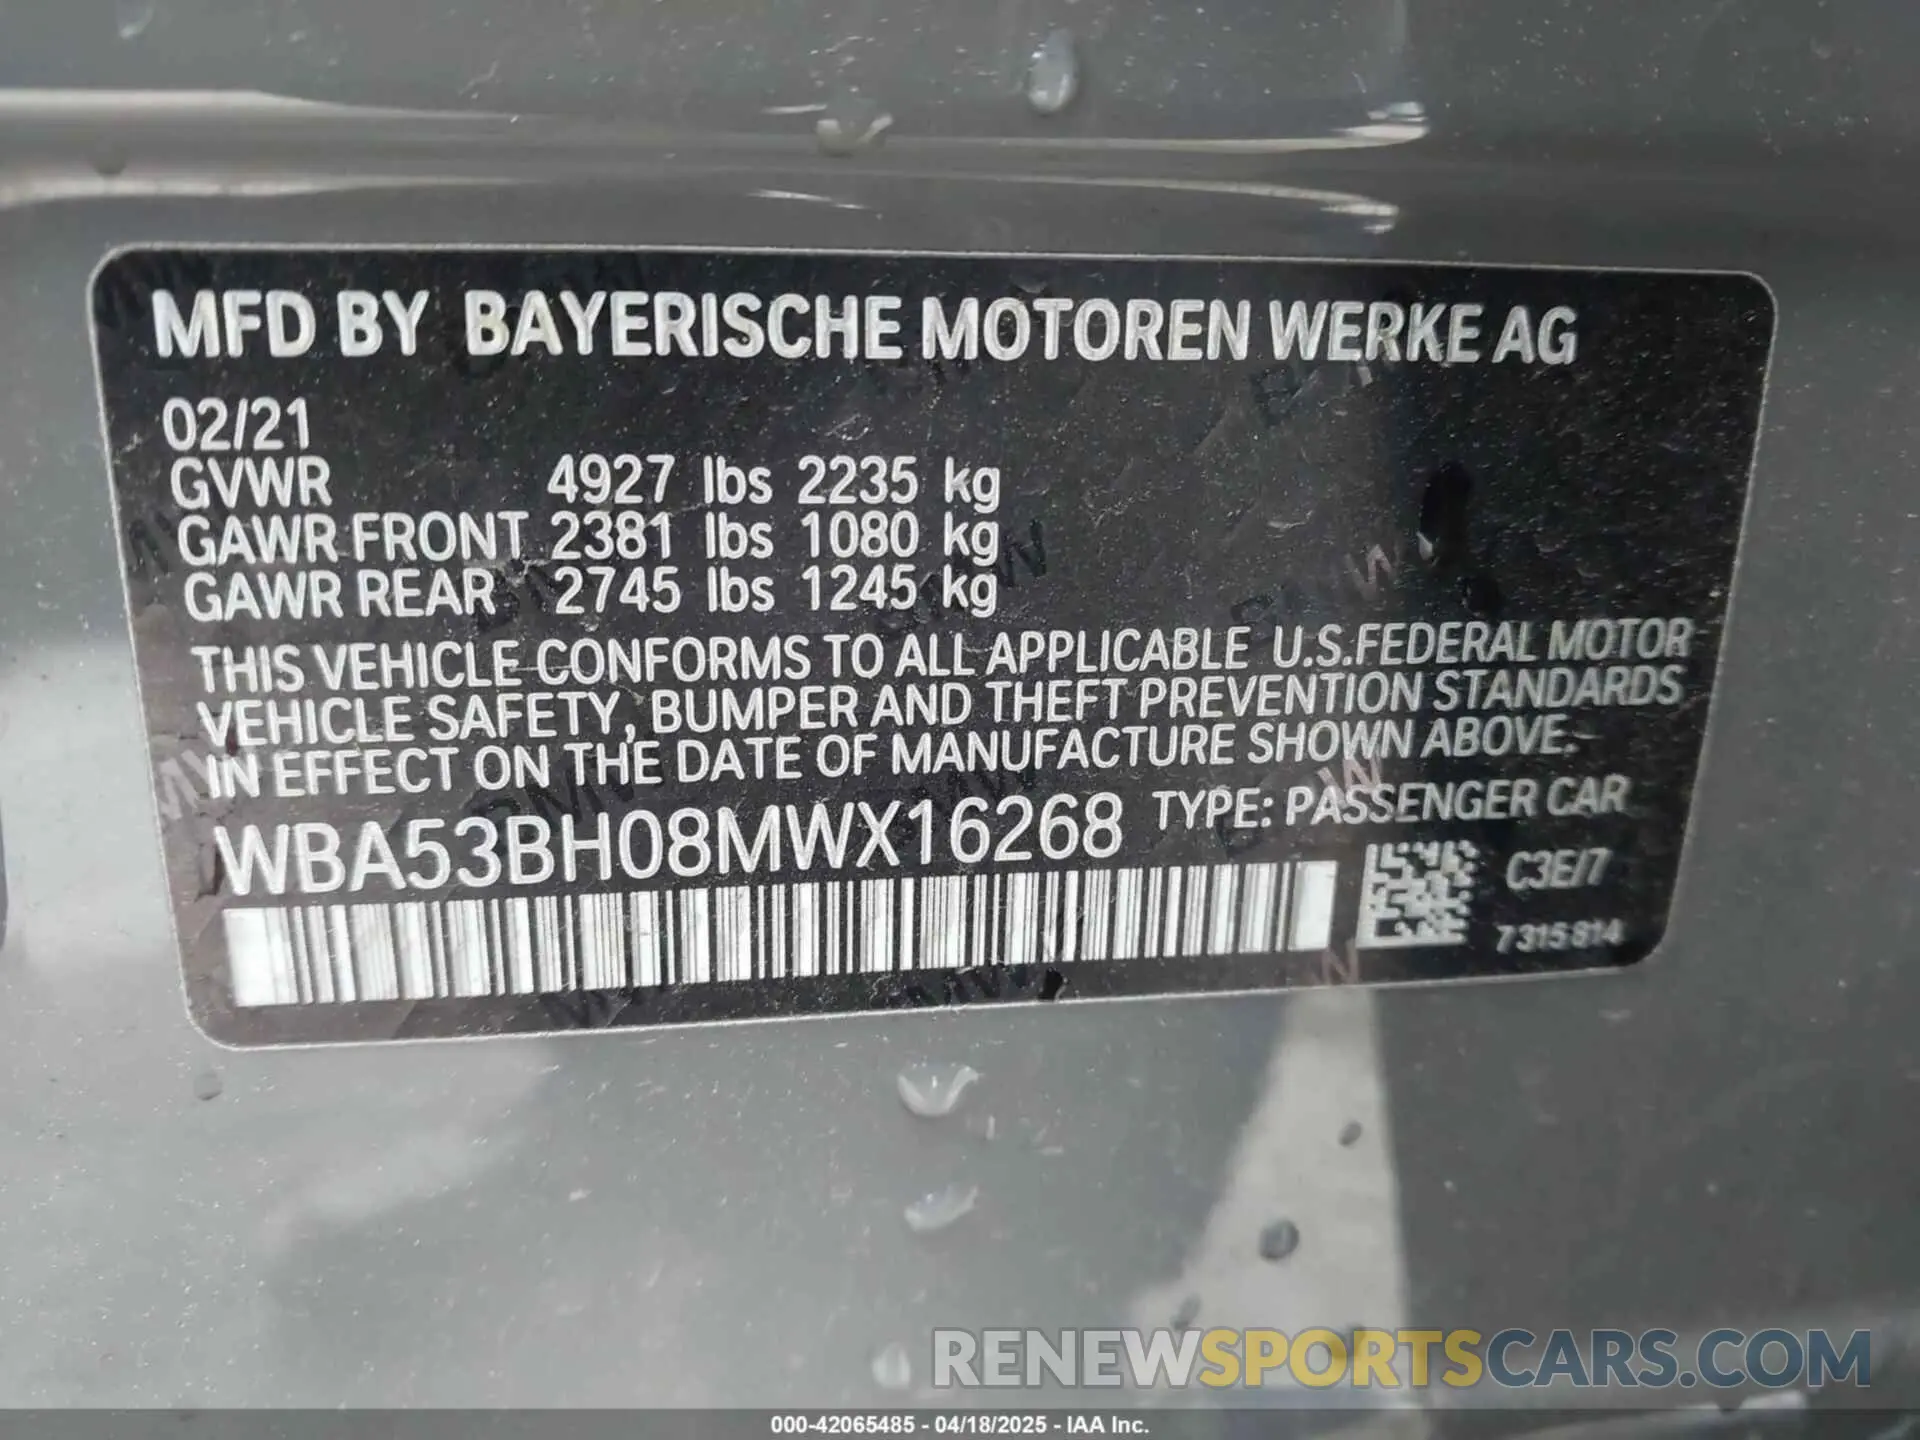 MFD BY BAYERISCHE MOTOREN WERKE AG
02/21
GVWR 4927 lbs 2235 kg
GAWR FRONT 2381 lbs 1080 kg
GAWR REAR 2745 lbs 1245 kg
THIS VEHICLE CONFORMS TO ALL APPLICABLE U.S.FEDERAL MOTOR
VEHICLE SAFETY, BUMPER AND THEFT PREVENTION STANDARDS
IN EFFECT ON THE DATE OF MANUFACTURE SHOWN ABOVE.
WBA53BH08MWX16268 TYPE: PASSENGER CAR
C3E/7
7315814
RENEWSPORTSCARS.COM
000-42065485 - 04/18/2025 - IAA Inc.